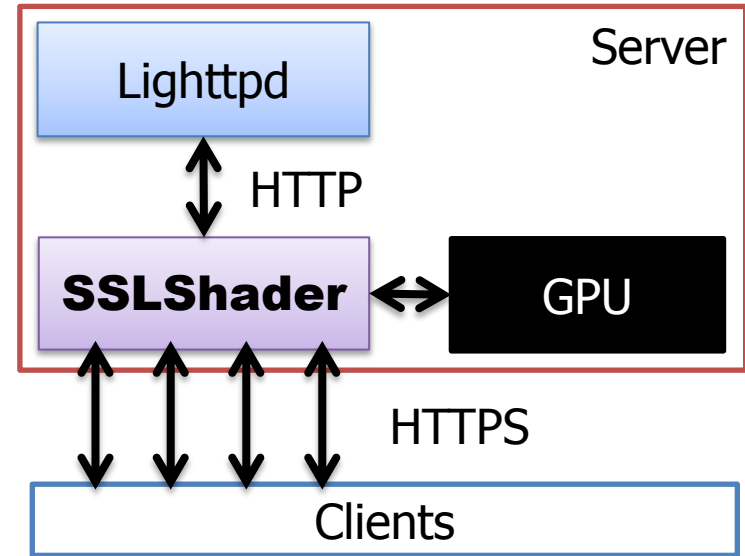 Server
Lighttpd
HTTP
SSLShader
GPU
HTTPS
Clients